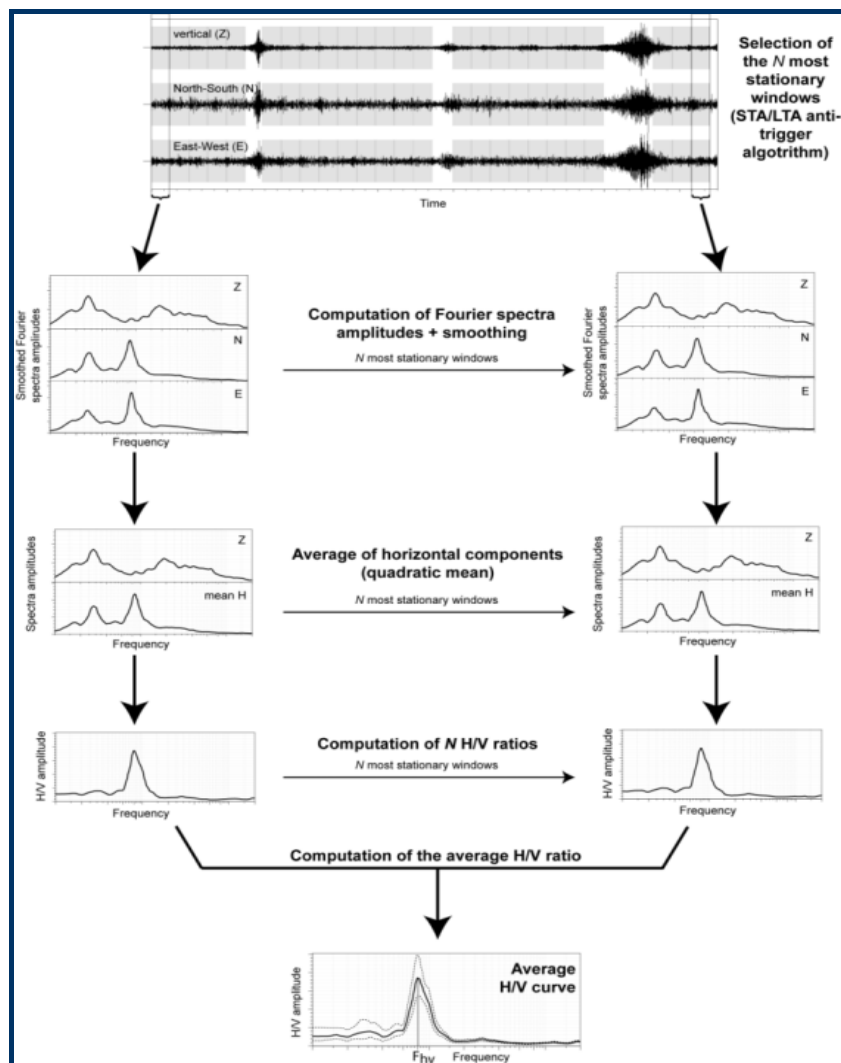 vertical (Z)
North-South (N)
East-West (E)
Time
Selection of
the N most
stationary
windows
(STA/LTA anti-
trigger
algotrithm)
Smoothed Fourier
spectra amplirudes
Z
N
E
Frequency
Computation of Fourier spectra
amplitudes + smoothing
N most stationary windows
Smoothed Fourier
spectra amplitudes
Z
N
E
Frequency
Spectra amplitudes
Z
mean H
Frequency
Average of horizontal components
(quadratic mean)
N most stationary windows
Spectra amplitudes
Z
mean H
Frequency
H/V amplitude
Frequency
Computation of N H/V ratios
N most stationary windows
H/V amplitude
Frequency
Computation of the average H/V ratio
H/V amplitude
Average
H/V curve
Fhv
Frequency